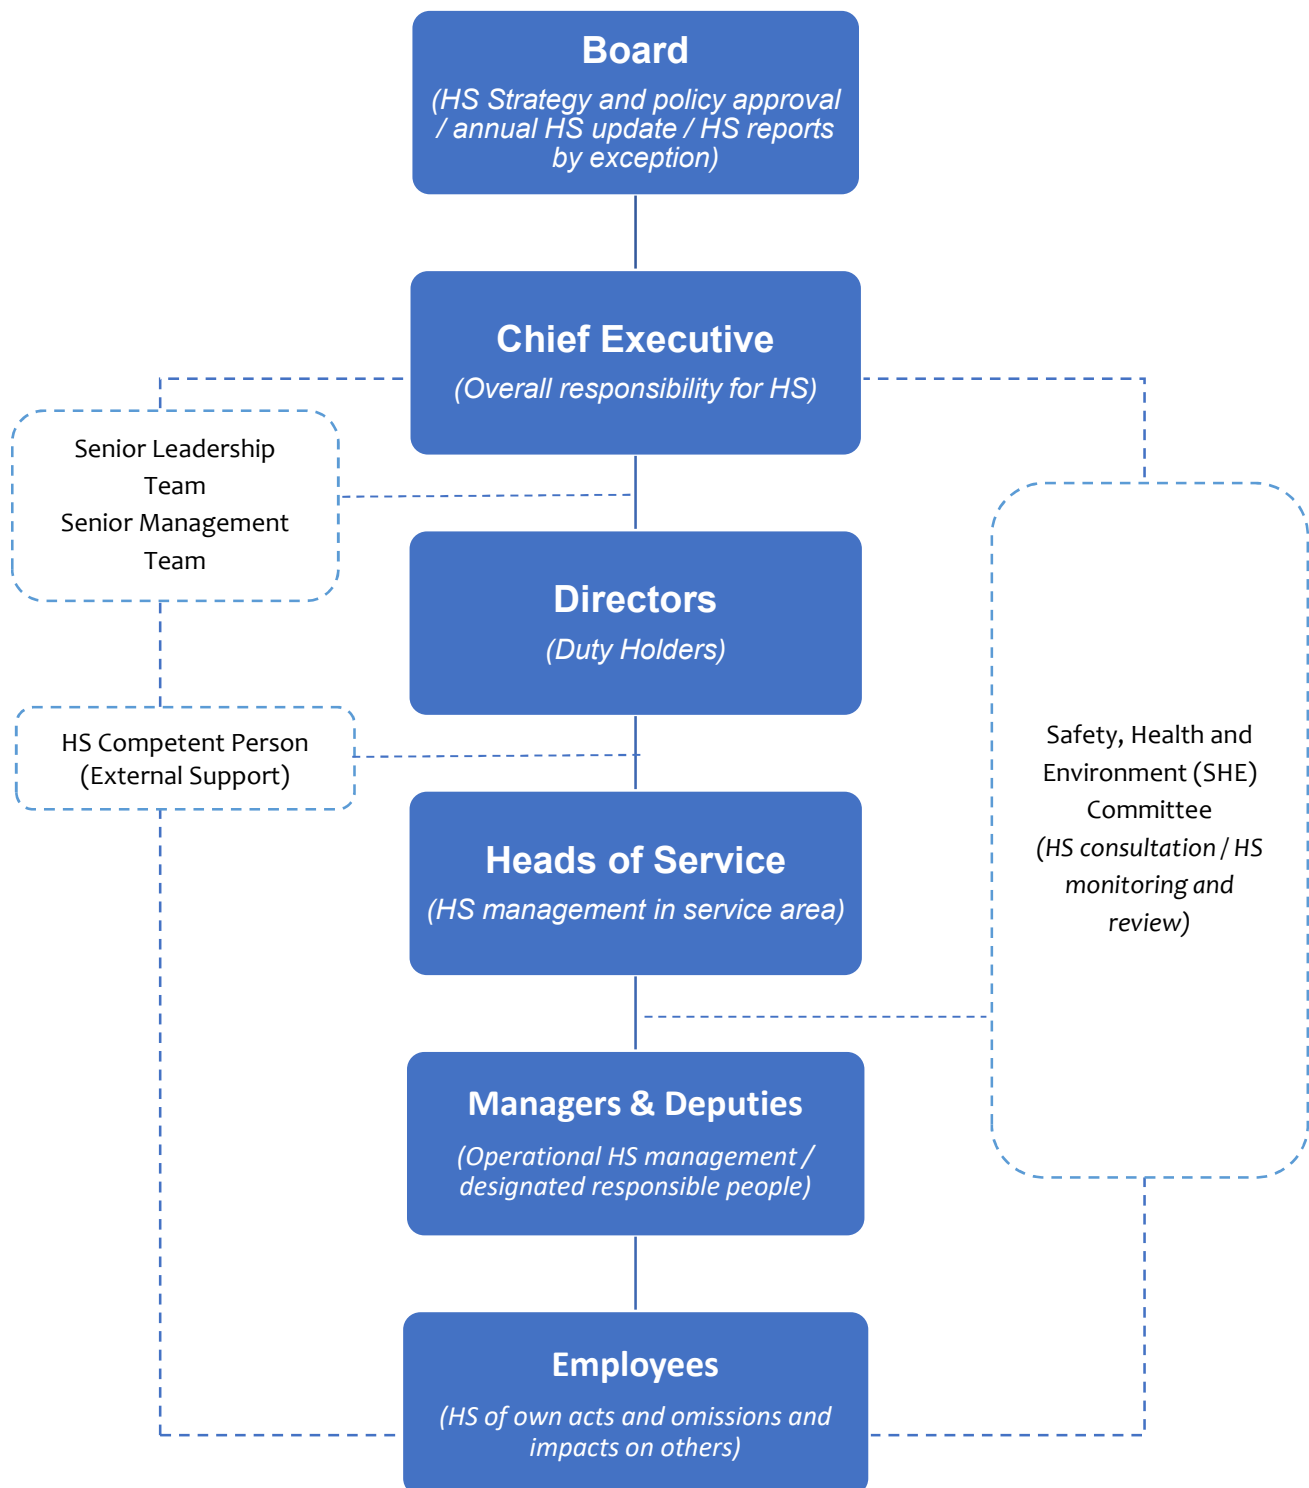 Board
(HS Strategy and policy approval
/ annual HS update / HS reports
by exception)
Chief Executive
(Overall responsibility for HS)
Senior Leadership
Team
Senior Management
Team
Directors
(Duty Holders)
HS Competent Person
(External Support)
Safety, Health and
Environment (SHE)
Committee
(HS consultation / HS
monitoring and
review)
Heads of Service
(HS management in service area)
Managers & Deputies
(Operational HS management /
designated responsible people)
Employees
(HS of own acts and omissions and
impacts on others)